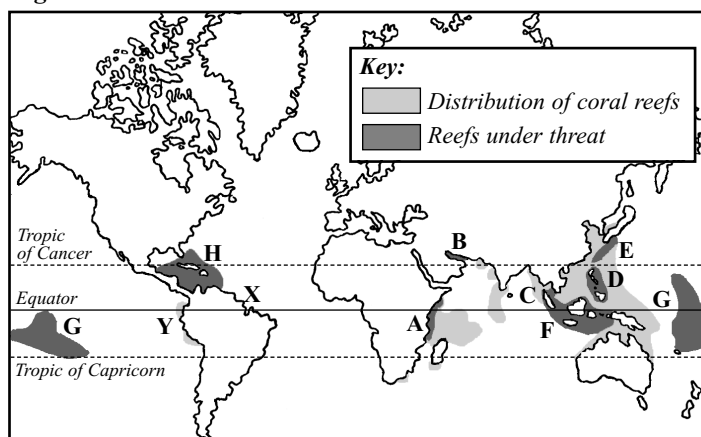 Key:
Distribution of coral reefs
Reefs under threat
Tropic
of Cancer
H
B
E
D
X
C
G
Equator
G
Y
A
F
Tropic of Capricorn